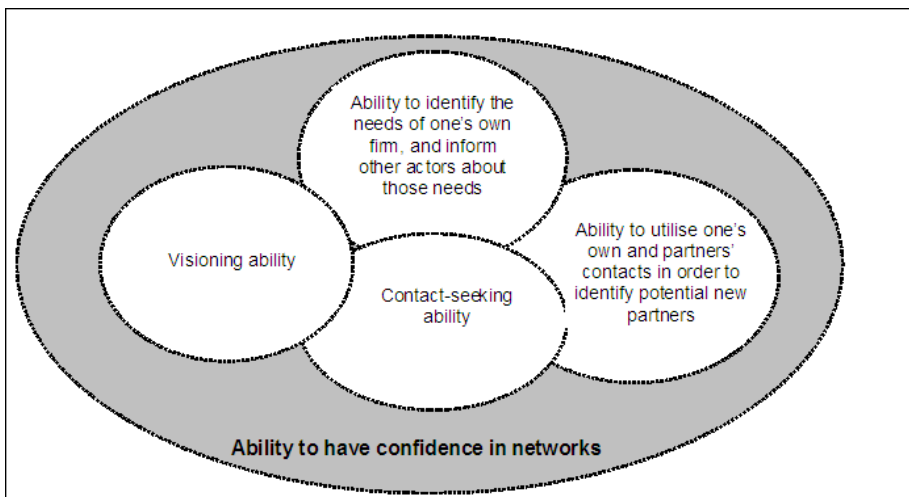 Ability to identify the
needs of one's own
firm, and inform
other actors about
those needs
Visioning ability
Ability to utilise one's
own and partners'
contacts in order to
identify potential new
partners
Contact-seeking
ability
Ability to have confidence in networks